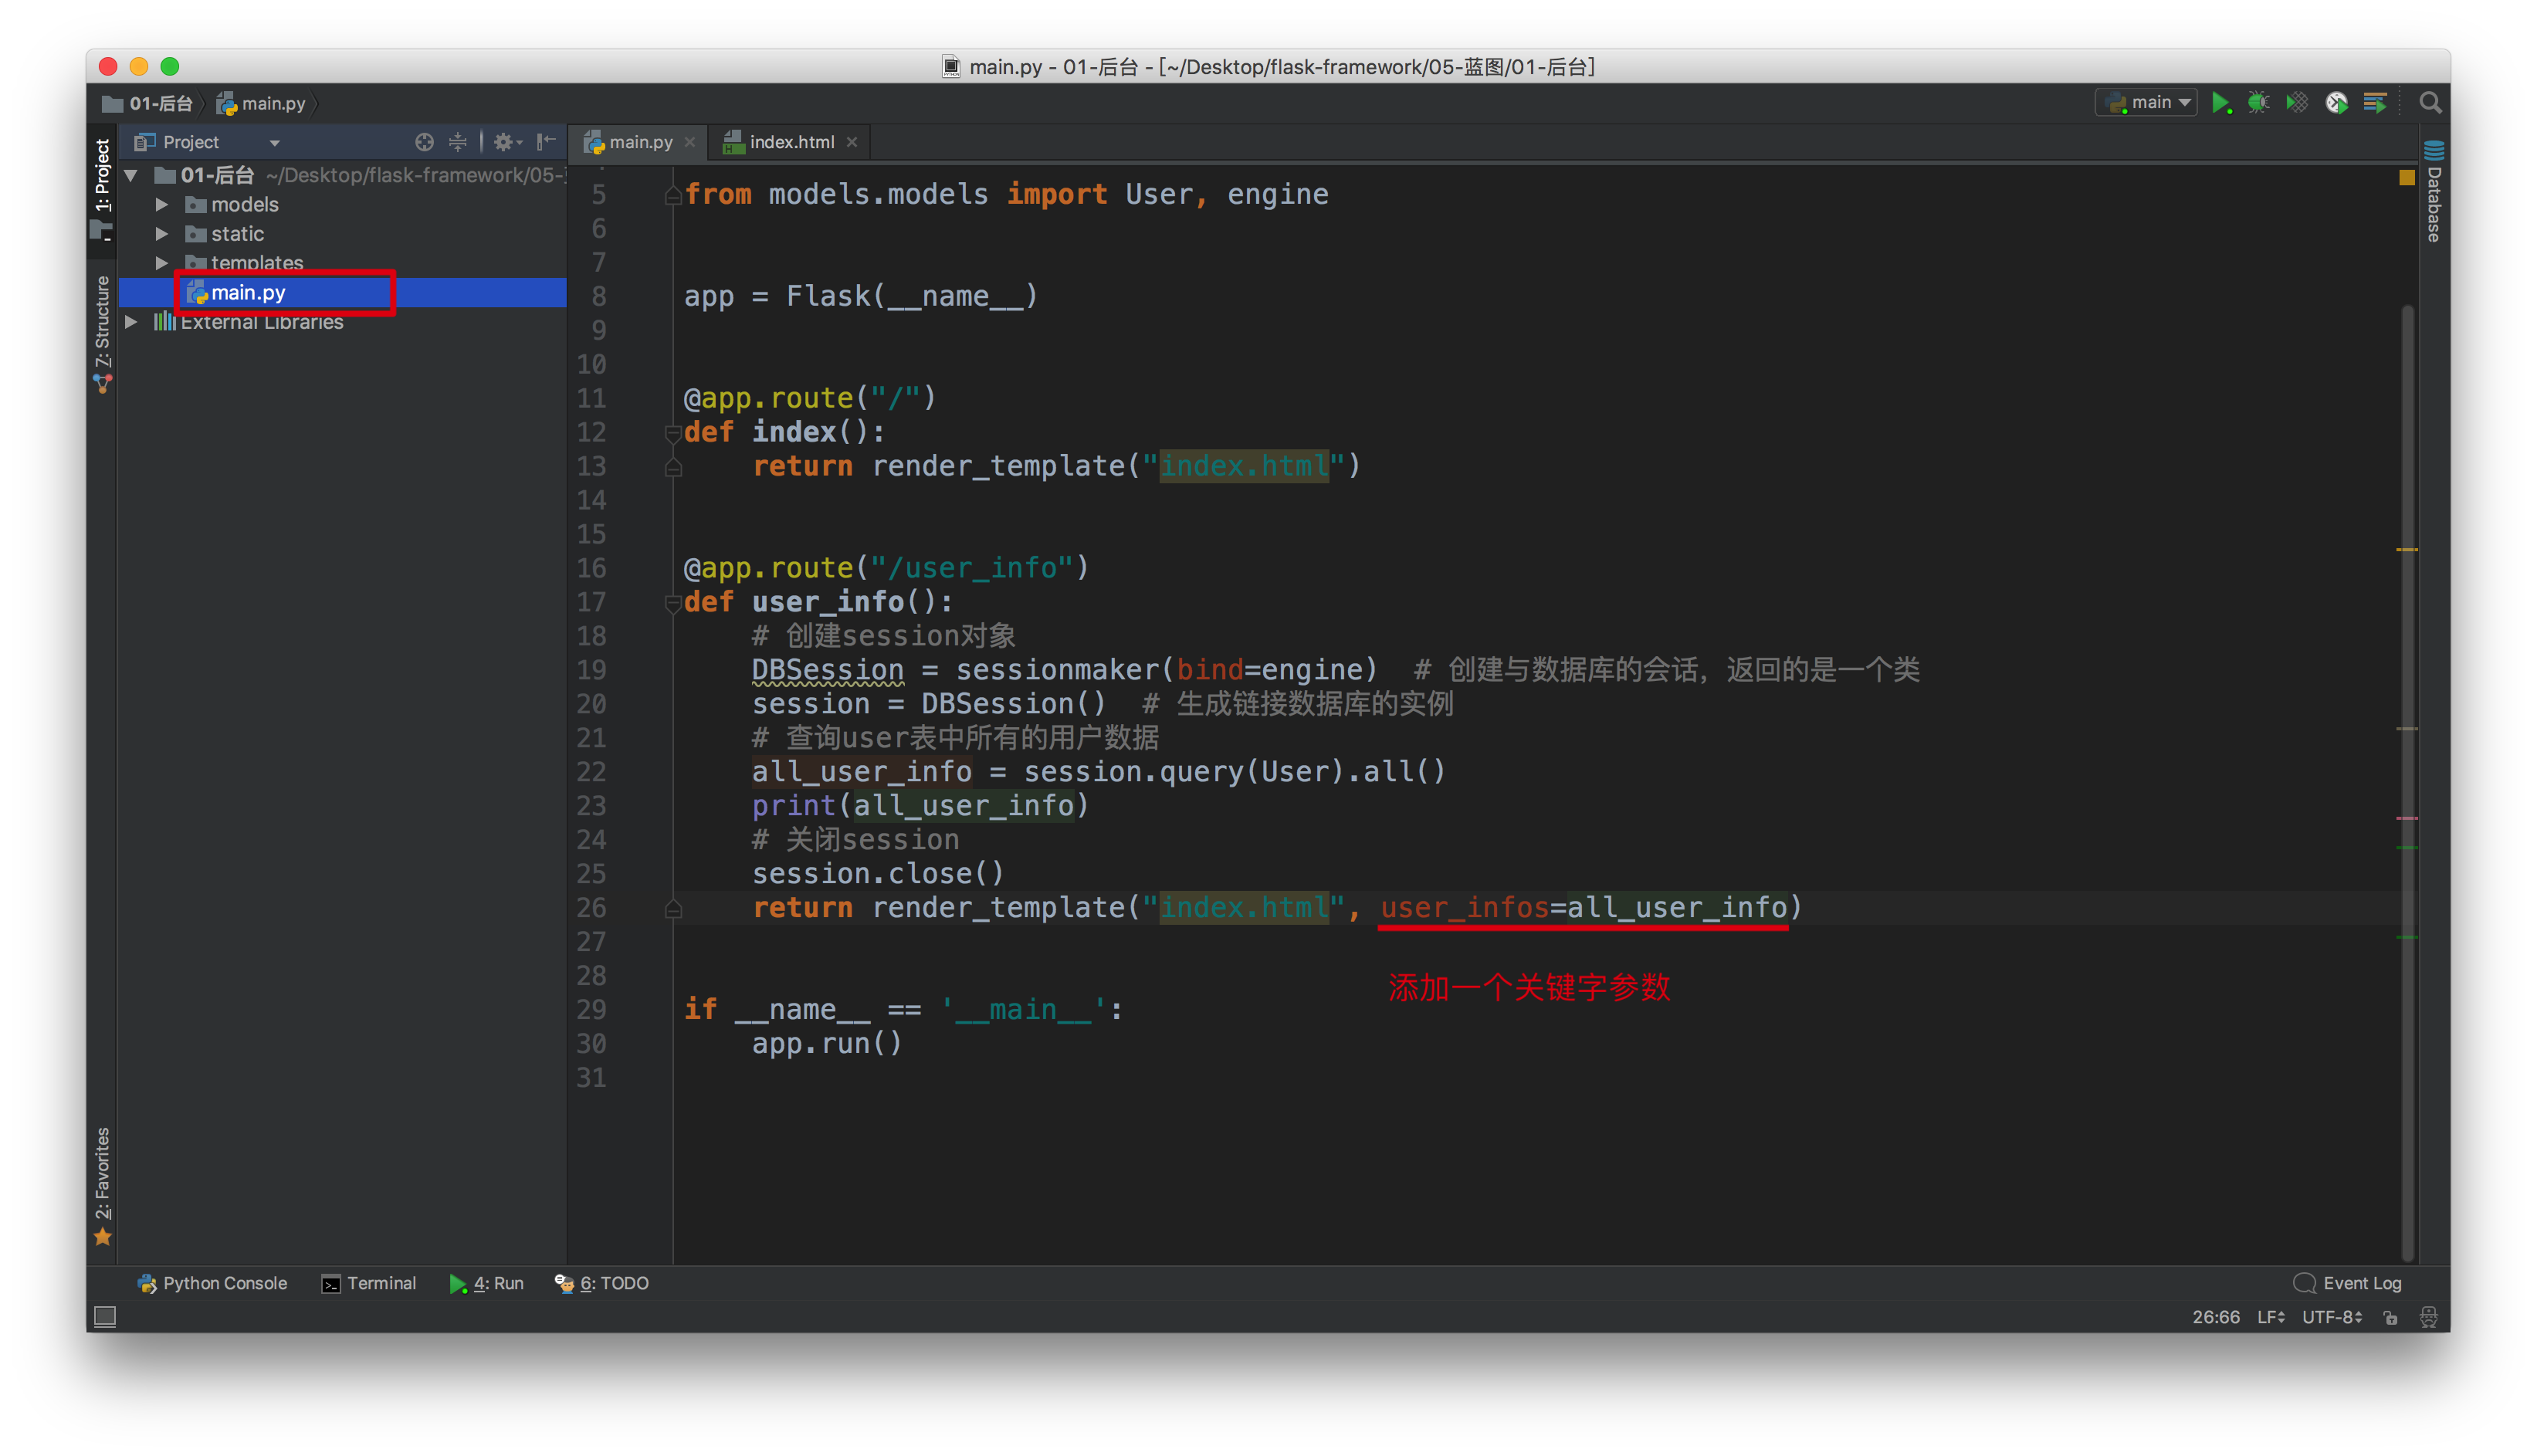 main.py - 01-后台 - [~/Desktop/flask-framework/05-蓝图/01-后台]
01-后台 main.py main
1: Project
Project
main.py
index.html
01-后台 ~/Desktop/flask-framework/05-
models
static
templates
main.py
External Libraries
7: Structure
2: Favorites
Database
5 from models.models import User, engine
6
7
8 app = Flask(__name__)
9
10
11 @app.route("/")
12 def index():
13 return render_template("index.html")
14
15
16 @app.route("/user_info")
17 def user_info():
18 # 创建session对象
19 DBSession = sessionmaker(bind=engine) # 创建与数据库的会话，返回的是一个类
20 session = DBSession() # 生成链接数据库的实例
21 # 查询user表中所有的用户数据
22 all_user_info = session.query(User).all()
23 print(all_user_info)
24 # 关闭session
25 session.close()
26 return render_template("index.html", user_infos=all_user_info)
27
添加一个关键字参数
28
29 if __name__ == '__main__':
30 app.run()
31
Python Console Terminal 4: Run 6: TODO Event Log
26:66 LF UTF-8